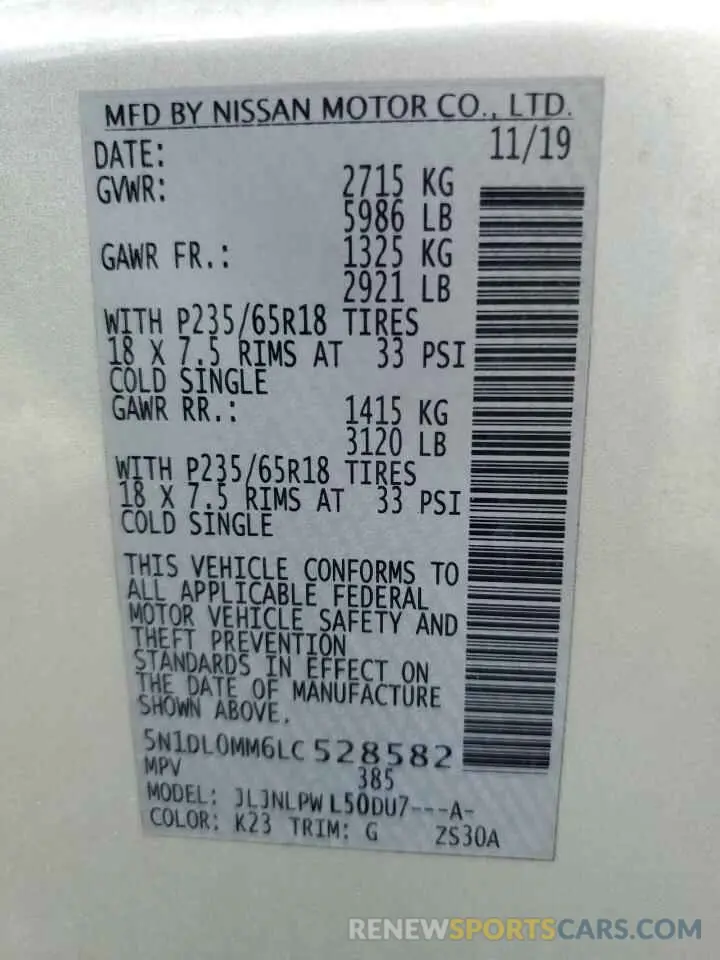 MFD BY NISSAN MOTOR CO., LTD.
DATE: 11/19
GVWR: 2715 KG
5986 LB
GAWR FR.: 1325 KG
2921 LB
WITH P235/65R18 TIRES
18 X 7.5 RIMS AT 33 PSI
COLD SINGLE
GAWR RR.: 1415 KG
3120 LB
WITH P235/65R18 TIRES
18 X 7.5 RIMS AT 33 PSI
COLD SINGLE
THIS VEHICLE CONFORMS TO
ALL APPLICABLE FEDERAL
MOTOR VEHICLE SAFETY AND
THEFT PREVENTION
STANDARDS IN EFFECT ON
THE DATE OF MANUFACTURE
SHOWN ABOVE.
5N1DL0MM6LC528582
MPV 385
MODEL: JLJNLPWL50DU7---A-
COLOR: K23 TRIM: G ZS30A
RENEWSPORTSCARS.COM